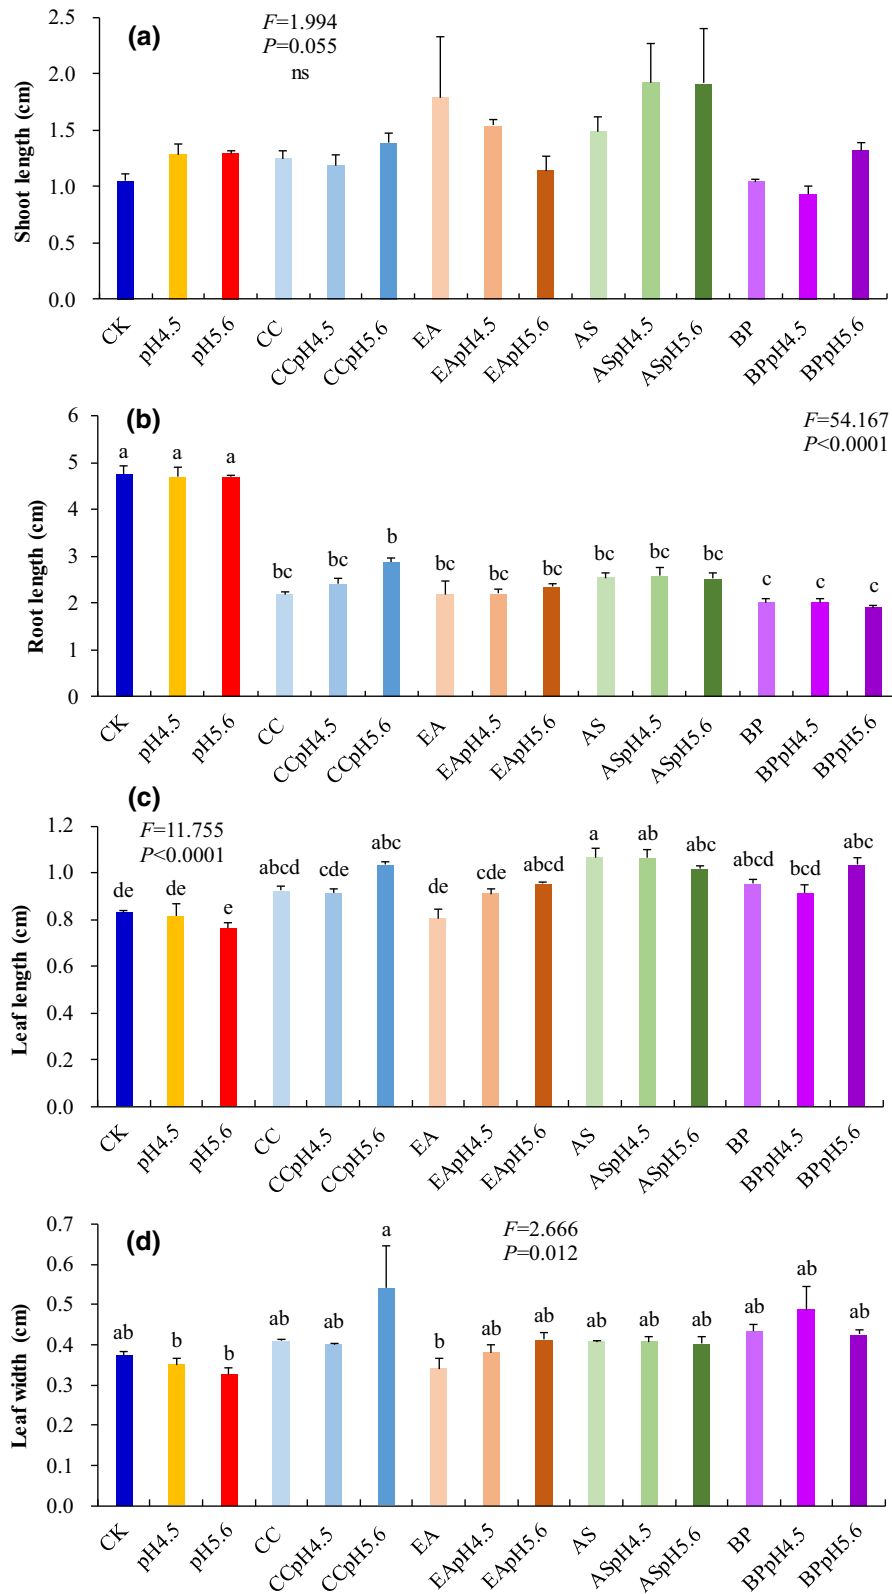 (a)
F=1.994
P=0.055
ns
Shoot length (cm)
2.5
2.0
1.5
1.0
0.5
0.0
CK
pH4.5
pH5.6
CC
CCpH4.5
CCpH5.6
EA
EApH4.5
EApH5.6
AS
ASpH4.5
ASpH5.6
BP
BPpH4.5
BPpH5.6
(b)
F=54.167
P<0.0001
Root length (cm)
6
5
4
3
2
1
0
a a a bc bc b bc bc bc bc bc bc c c c
CK
pH4.5
pH5.6
CC
CCpH4.5
CCpH5.6
EA
EApH4.5
EApH5.6
AS
ASpH4.5
ASpH5.6
BP
BPpH4.5
BPpH5.6
(c)
F=11.755
P<0.0001
Leaf length (cm)
1.2
1.0
0.8
0.6
0.4
0.2
0.0
de de e abcd cde abc de cde abcd a ab abc abcd bcd abc
CK
pH4.5
pH5.6
CC
CCpH4.5
CCpH5.6
EA
EApH4.5
EApH5.6
AS
ASpH4.5
ASpH5.6
BP
BPpH4.5
BPpH5.6
(d)
F=2.666
P=0.012
Leaf width (cm)
0.7
0.6
0.5
0.4
0.3
0.2
0.1
0.0
ab b b ab ab a b ab ab ab ab ab ab ab ab
CK
pH4.5
pH5.6
CC
CCpH4.5
CCpH5.6
EA
EApH4.5
EApH5.6
AS
ASpH4.5
ASpH5.6
BP
BPpH4.5
BPpH5.6